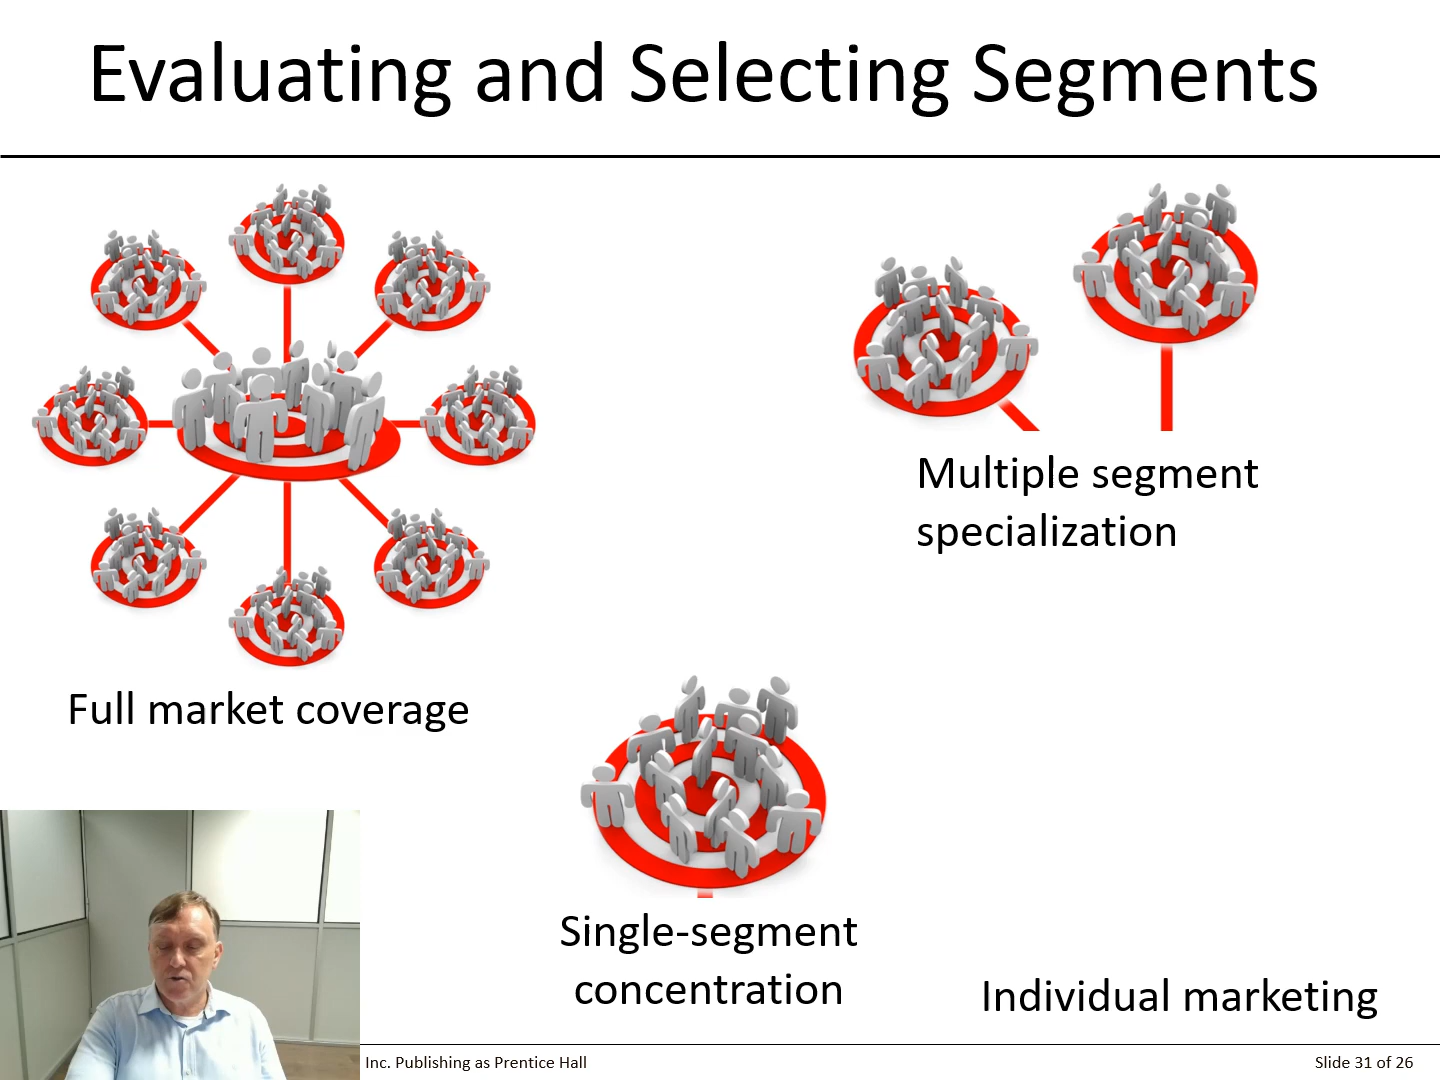 Evaluating and Selecting Segments
Full market coverage
Multiple segment
specialization
Single-segment
concentration
Individual marketing
Inc. Publishing as Prentice Hall
Slide 31 of 26